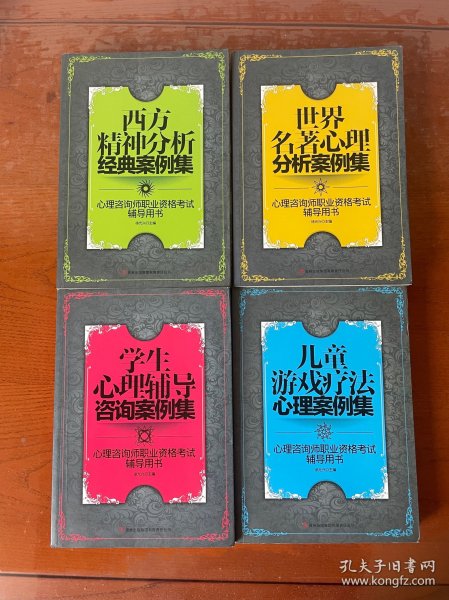 西方
精神分析
经典案例集
心理咨询师职业资格考试
辅导用书
世界
名著心理
分析案例集
心理咨询师职业资格考试
辅导用书
学生
心理辅导
咨询案例集
心理咨询师职业资格考试
辅导用书
儿童
游戏疗法
心理案例集
心理咨询师职业资格考试
辅导用书
孔夫子旧书网
www.kongfz.com